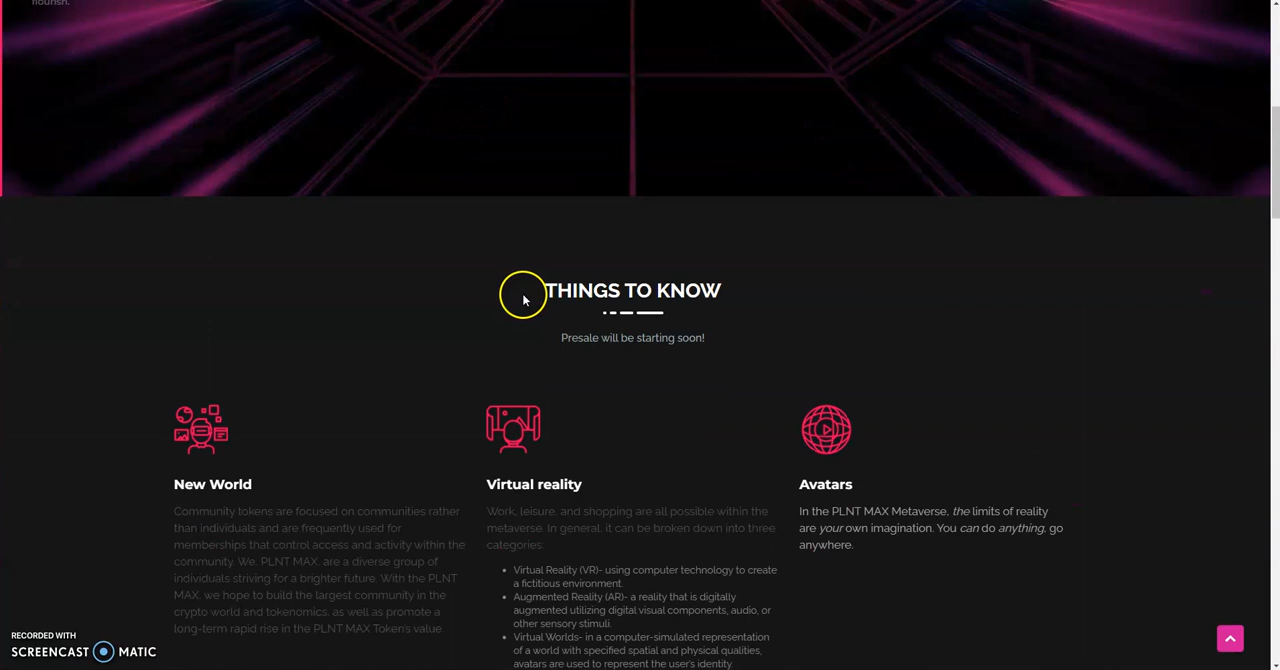 flourish.
THINGS TO KNOW
Presale will be starting soon!
New World
Community tokens are focused on communities rather
than individuals and are frequently used for
memberships that control access and activity within the
community. We, PLNT MAX, are a diverse group of
individuals striving for a brighter future. With the PLNT
MAX, we hope to build the largest community in the
crypto world and tokenomics, as well as promote a
long-term rapid rise in the PLNT MAX Token's value.
Virtual reality
Work, leisure, and shopping are all possible within the
metaverse. In general, it can be broken down into three
categories:
• Virtual Reality (VR)- using computer technology to create
a fictitious environment.
• Augmented Reality (AR)- a reality that is digitally
augmented utilizing digital visual components, audio, or
other sensory stimuli.
• Virtual Worlds- in a computer-simulated representation
of a world with specified spatial and physical qualities,
avatars are used to represent the user's identity.
Avatars
In the PLNT MAX Metaverse, the limits of reality
are your own imagination. You can do anything, go
anywhere.
RECORDED WITH
SCREENCAST MATIC